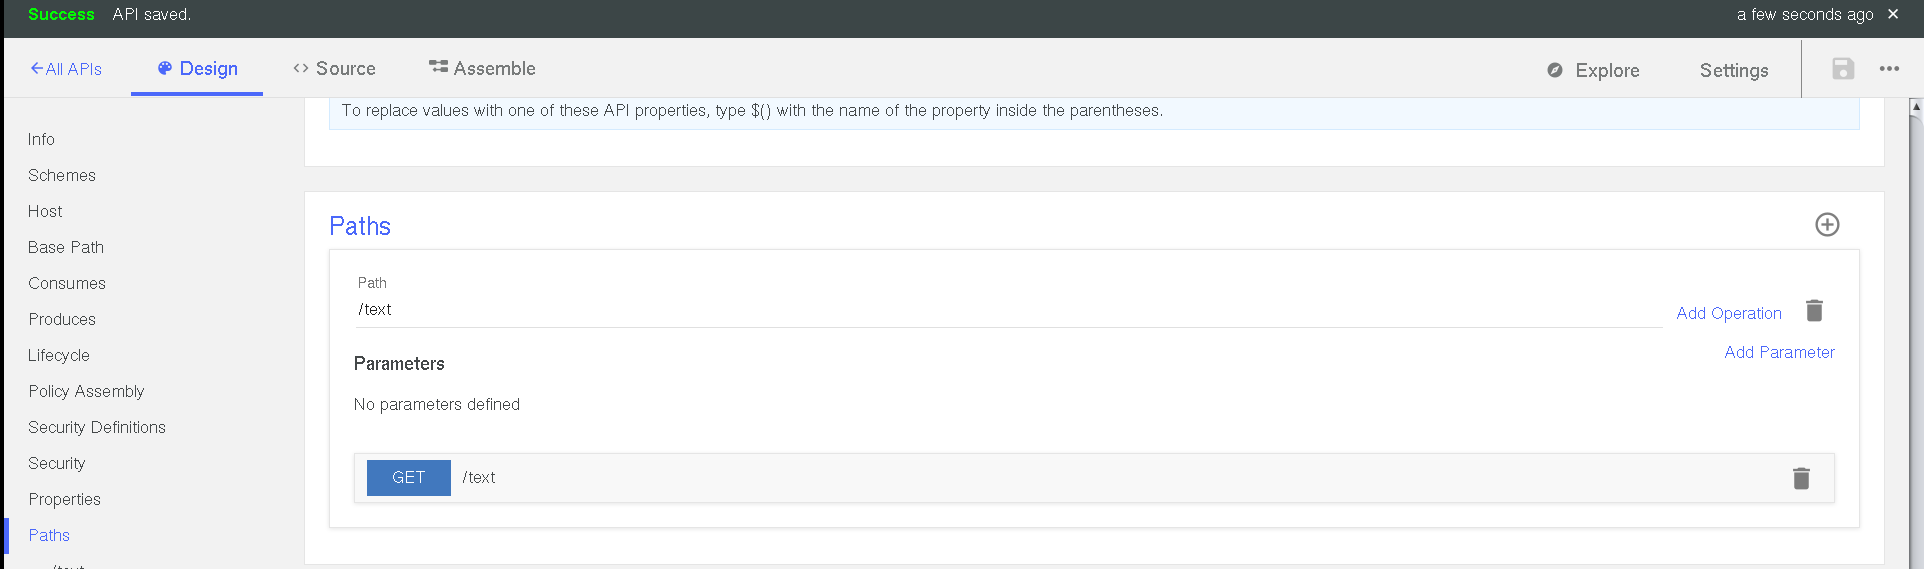 Success API saved. a few seconds ago ×
All APIs Design Source Assemble Explore Settings
To replace values with one of these API properties, type $() with the name of the property inside the parentheses.
Info
Schemes
Host
Base Path
Consumes
Produces
Lifecycle
Policy Assembly
Security Definitions
Security
Properties
Paths
/text
Paths
Path
/text
Add Operation
Parameters
Add Parameter
No parameters defined
GET /text